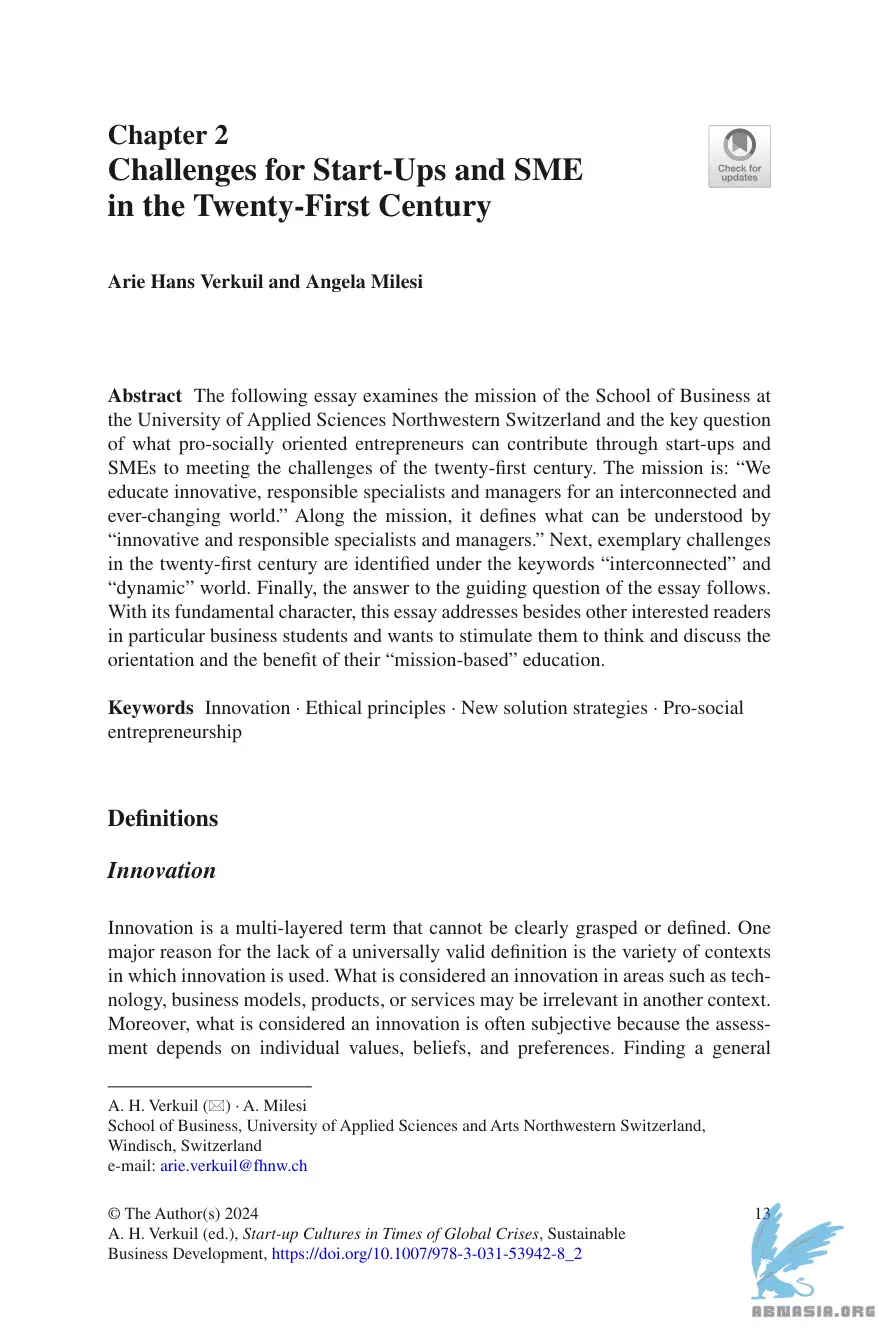 Chapter 2
Challenges for Start-Ups and SME
in the Twenty-First Century
Check for
updates
Arie Hans Verkuil and Angela Milesi
Abstract The following essay examines the mission of the School of Business at
the University of Applied Sciences Northwestern Switzerland and the key question
of what pro-socially oriented entrepreneurs can contribute through start-ups and
SMEs to meeting the challenges of the twenty-first century. The mission is: “We
educate innovative, responsible specialists and managers for an interconnected and
ever-changing world.” Along the mission, it defines what can be understood by
“innovative and responsible specialists and managers.” Next, exemplary challenges
in the twenty-first century are identified under the keywords “interconnected” and
“dynamic” world. Finally, the answer to the guiding question of the essay follows.
With its fundamental character, this essay addresses besides other interested readers
in particular business students and wants to stimulate them to think and discuss the
orientation and the benefit of their “mission-based” education.
Keywords Innovation · Ethical principles · New solution strategies · Pro-social
entrepreneurship
Definitions
Innovation
Innovation is a multi-layered term that cannot be clearly grasped or defined. One
major reason for the lack of a universally valid definition is the variety of contexts
in which innovation is used. What is considered an innovation in areas such as tech-
nology, business models, products, or services may be irrelevant in another context.
Moreover, what is considered an innovation is often subjective because the assess-
ment depends on individual values, beliefs, and preferences. Finding a general
A. H. Verkuil (✉) · A. Milesi
School of Business, University of Applied Sciences and Arts Northwestern Switzerland,
Windisch, Switzerland
e-mail: arie.verkuil@fhnw.ch
© The Author(s) 2024
13
A. H. Verkuil (ed.), Start-up Cultures in Times of Global Crises, Sustainable
Business Development, https://doi.org/10.1007/978-3-031-53942-8_2
ABNASIA.ORG